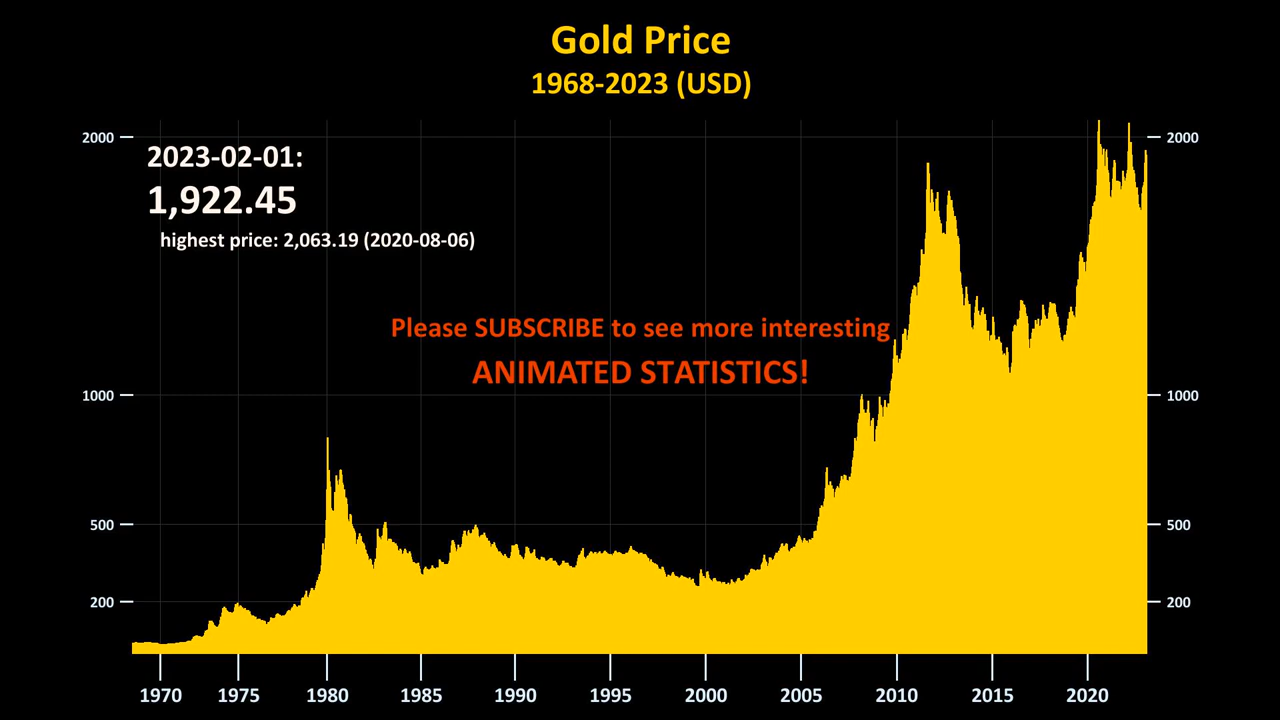 Gold Price
1968-2023 (USD)
2000
2000
2023-02-01:
1,922.45
highest price: 2,063.19 (2020-08-06)
Please SUBSCRIBE to see more interesting
ANIMATED STATISTICS!
1000
1000
500
500
200
200
1970 1975 1980 1985 1990 1995 2000 2005 2010 2015 2020